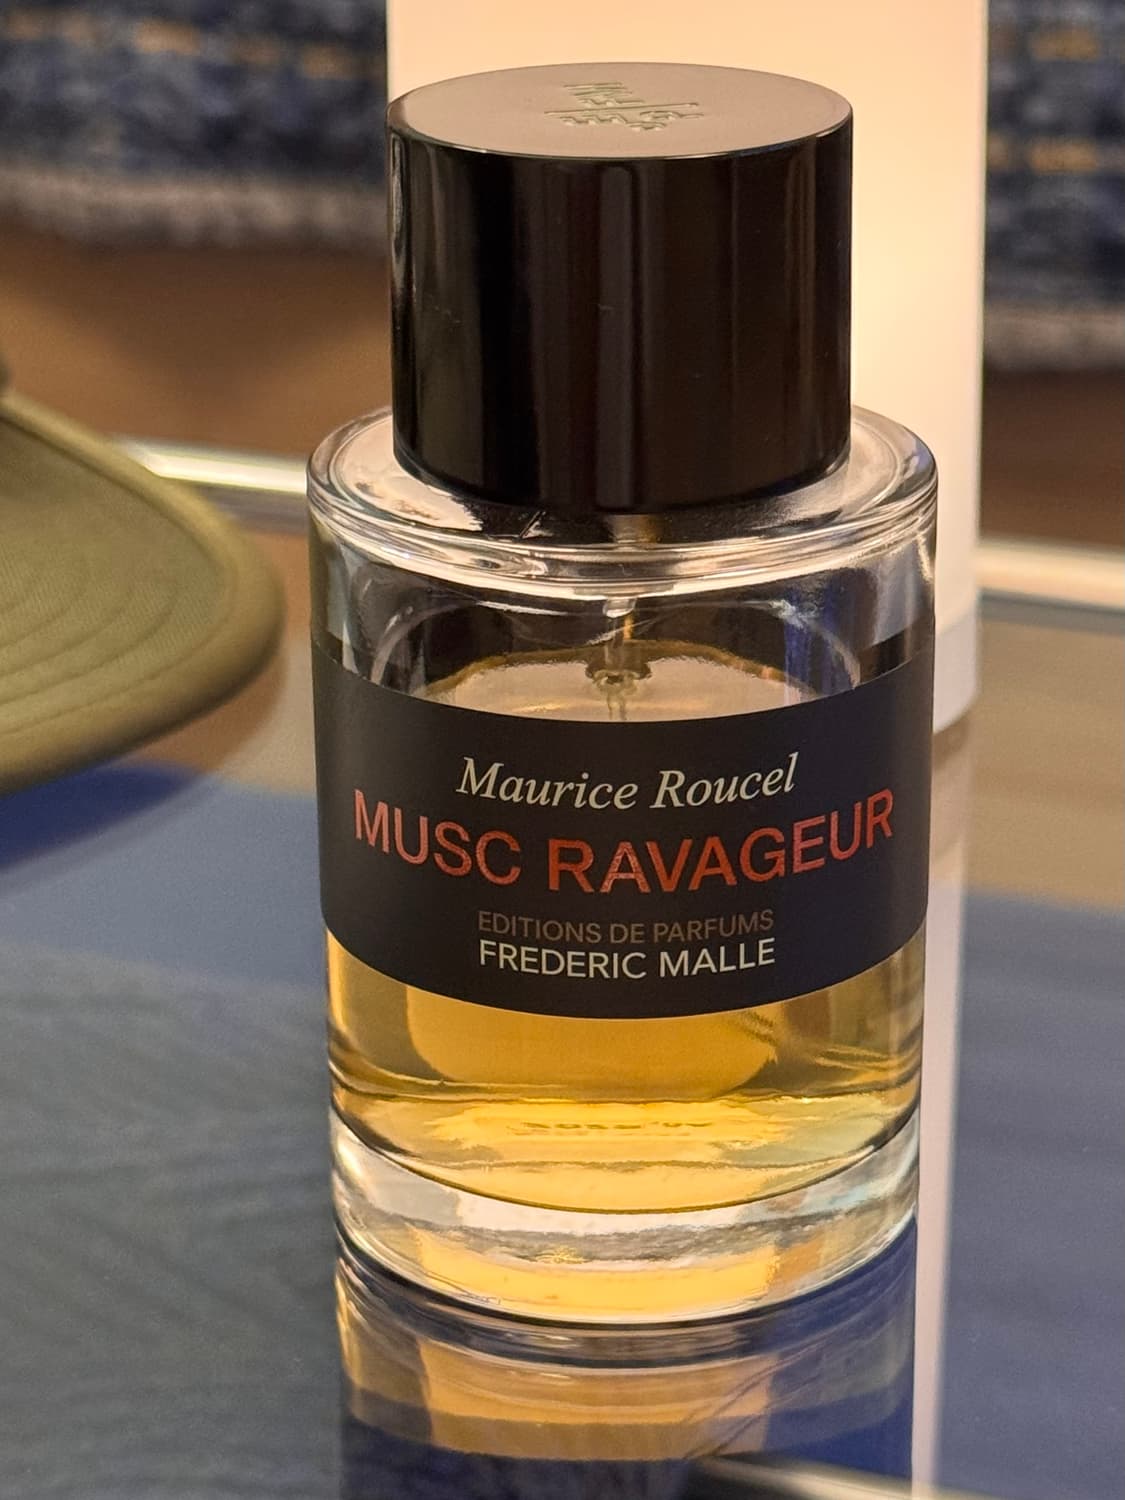 Maurice Roucel
MUSC RAVAGEUR
EDITIONS DE PARFUMS
FREDERIC MALLE